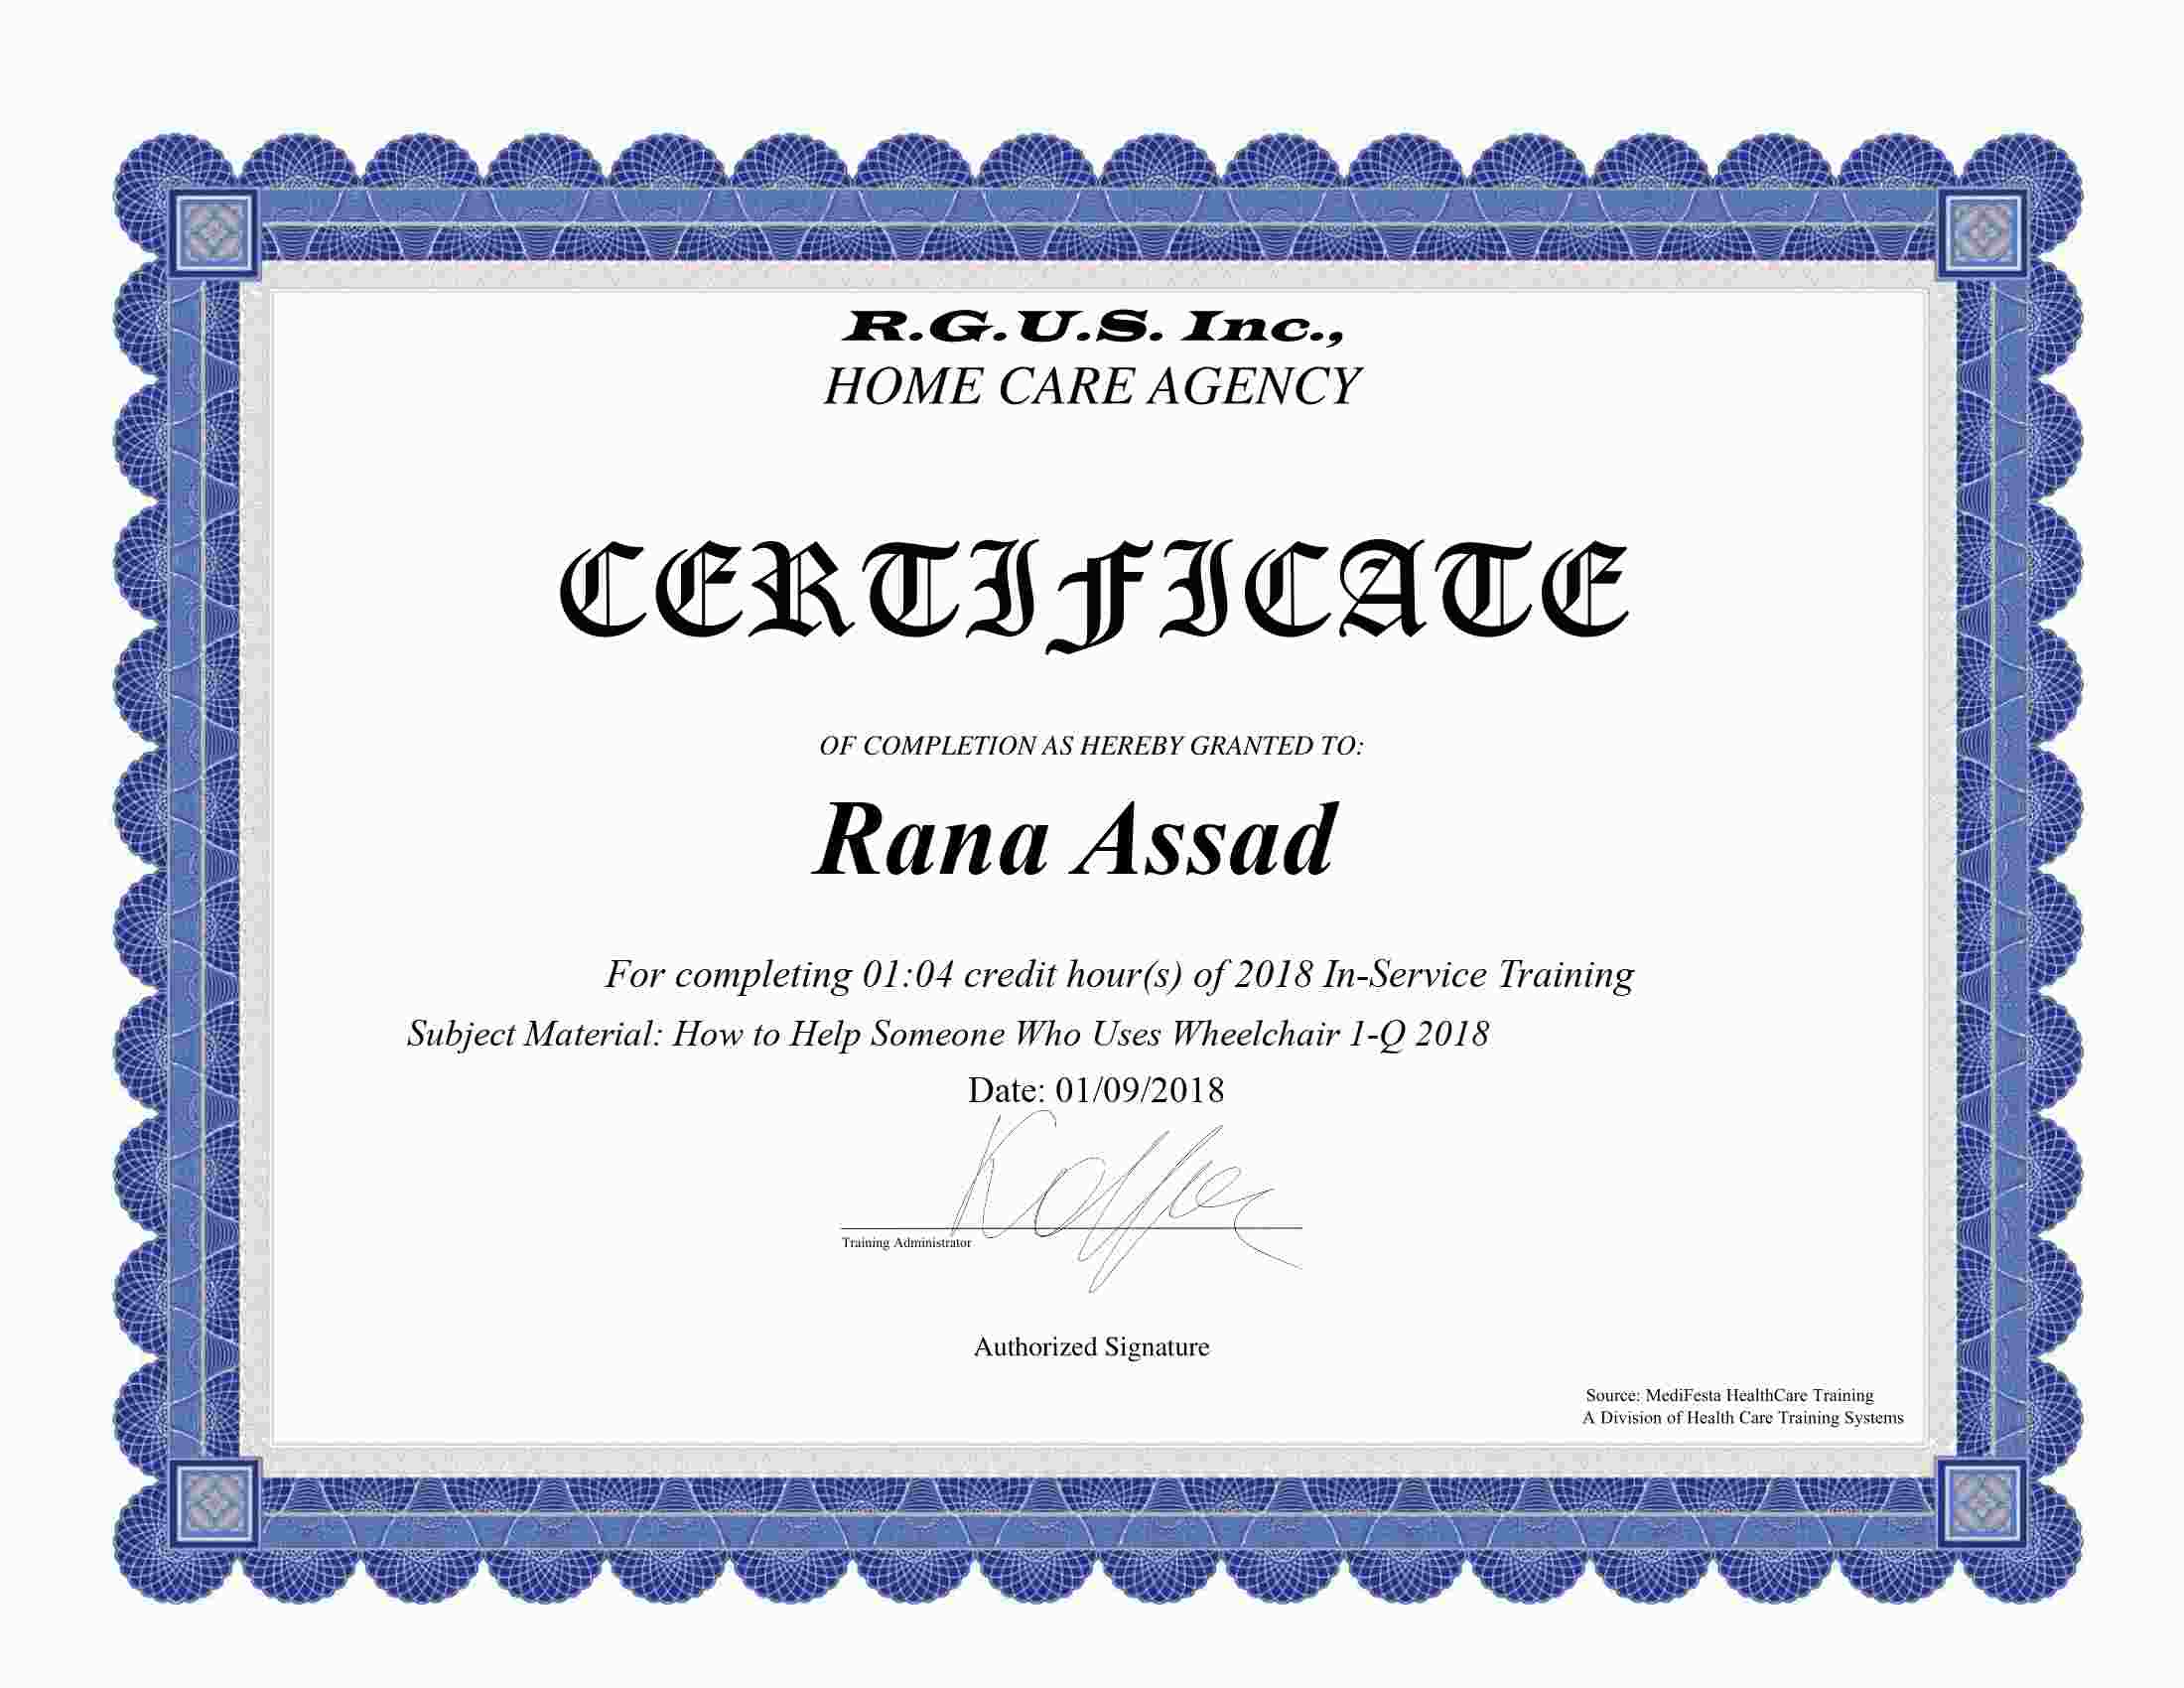 R.G.U.S. Inc.,
HOME CARE AGENCY
CERTIFICATE
OF COMPLETION AS HEREBY GRANTED TO:
Rana Assad
For completing 01:04 credit hour(s) of 2018 In-Service Training
Subject Material: How to Help Someone Who Uses Wheelchair 1-Q 2018
Date: 01/09/2018
Training Administrator
Authorized Signature
Source: MediFesta HealthCare Training
A Division of Health Care Training Systems